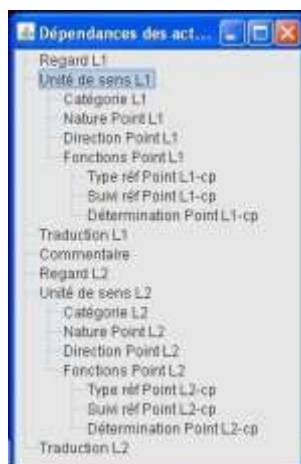 Dépendances des act...
Regard L1
Unité de sens L1
Catégorie L1
Nature Point L1
Direction Point L1
Fonctions Point L1
Type réf Point L1-cp
Suivi réf Point L1-cp
Détermination Point L1-cp
Traduction L1
Commentaire
Regard L2
Unité de sens L2
Catégorie L2
Nature Point L2
Direction Point L2
Fonctions Point L2
Type réf Point L2-cp
Suivi réf Point L2-cp
Détermination Point L2-cp
Traduction L2